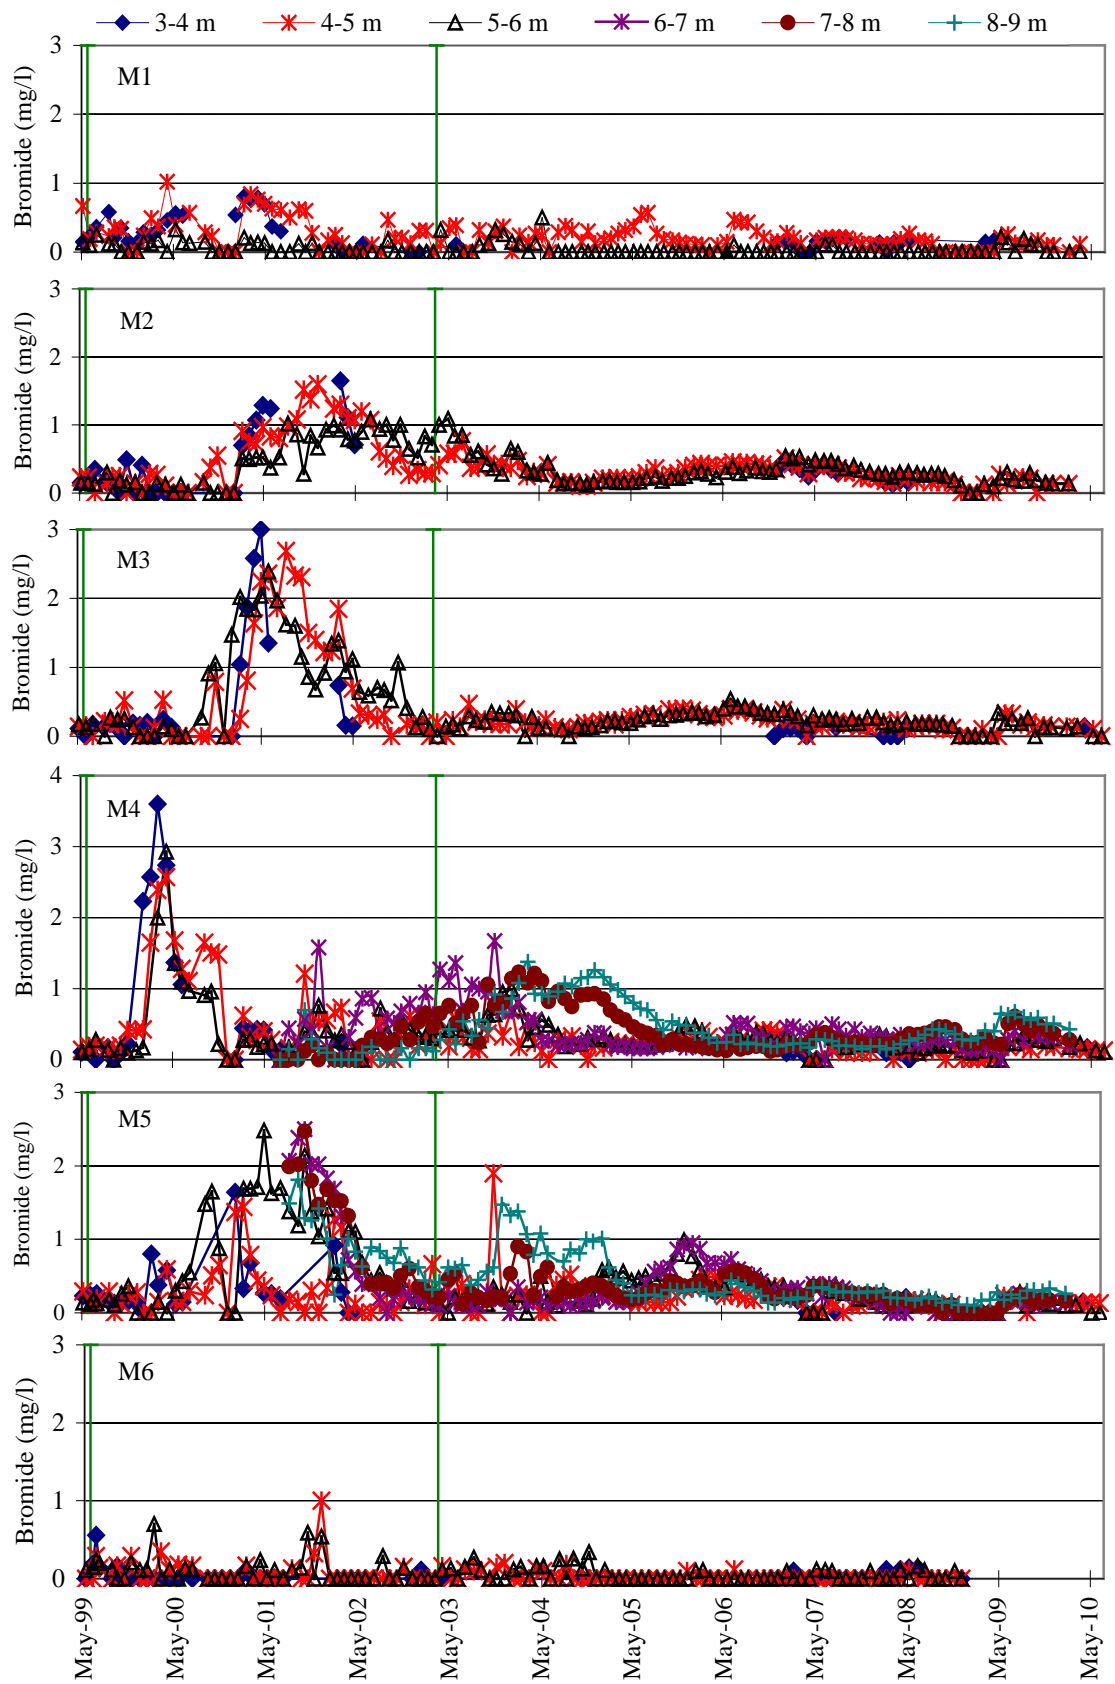 3-4 m 4-5 m 5-6 m 6-7 m 7-8 m 8-9 m
3
2
1
0
Bromide (mg/l)
M1
3
2
1
0
Bromide (mg/l)
M2
3
2
1
0
Bromide (mg/l)
M3
4
3
2
1
0
Bromide (mg/l)
M4
3
2
1
0
Bromide (mg/l)
M5
3
2
1
0
Bromide (mg/l)
M6
May-99 May-00 May-01 May-02 May-03 May-04 May-05 May-06 May-07 May-08 May-09 May-10